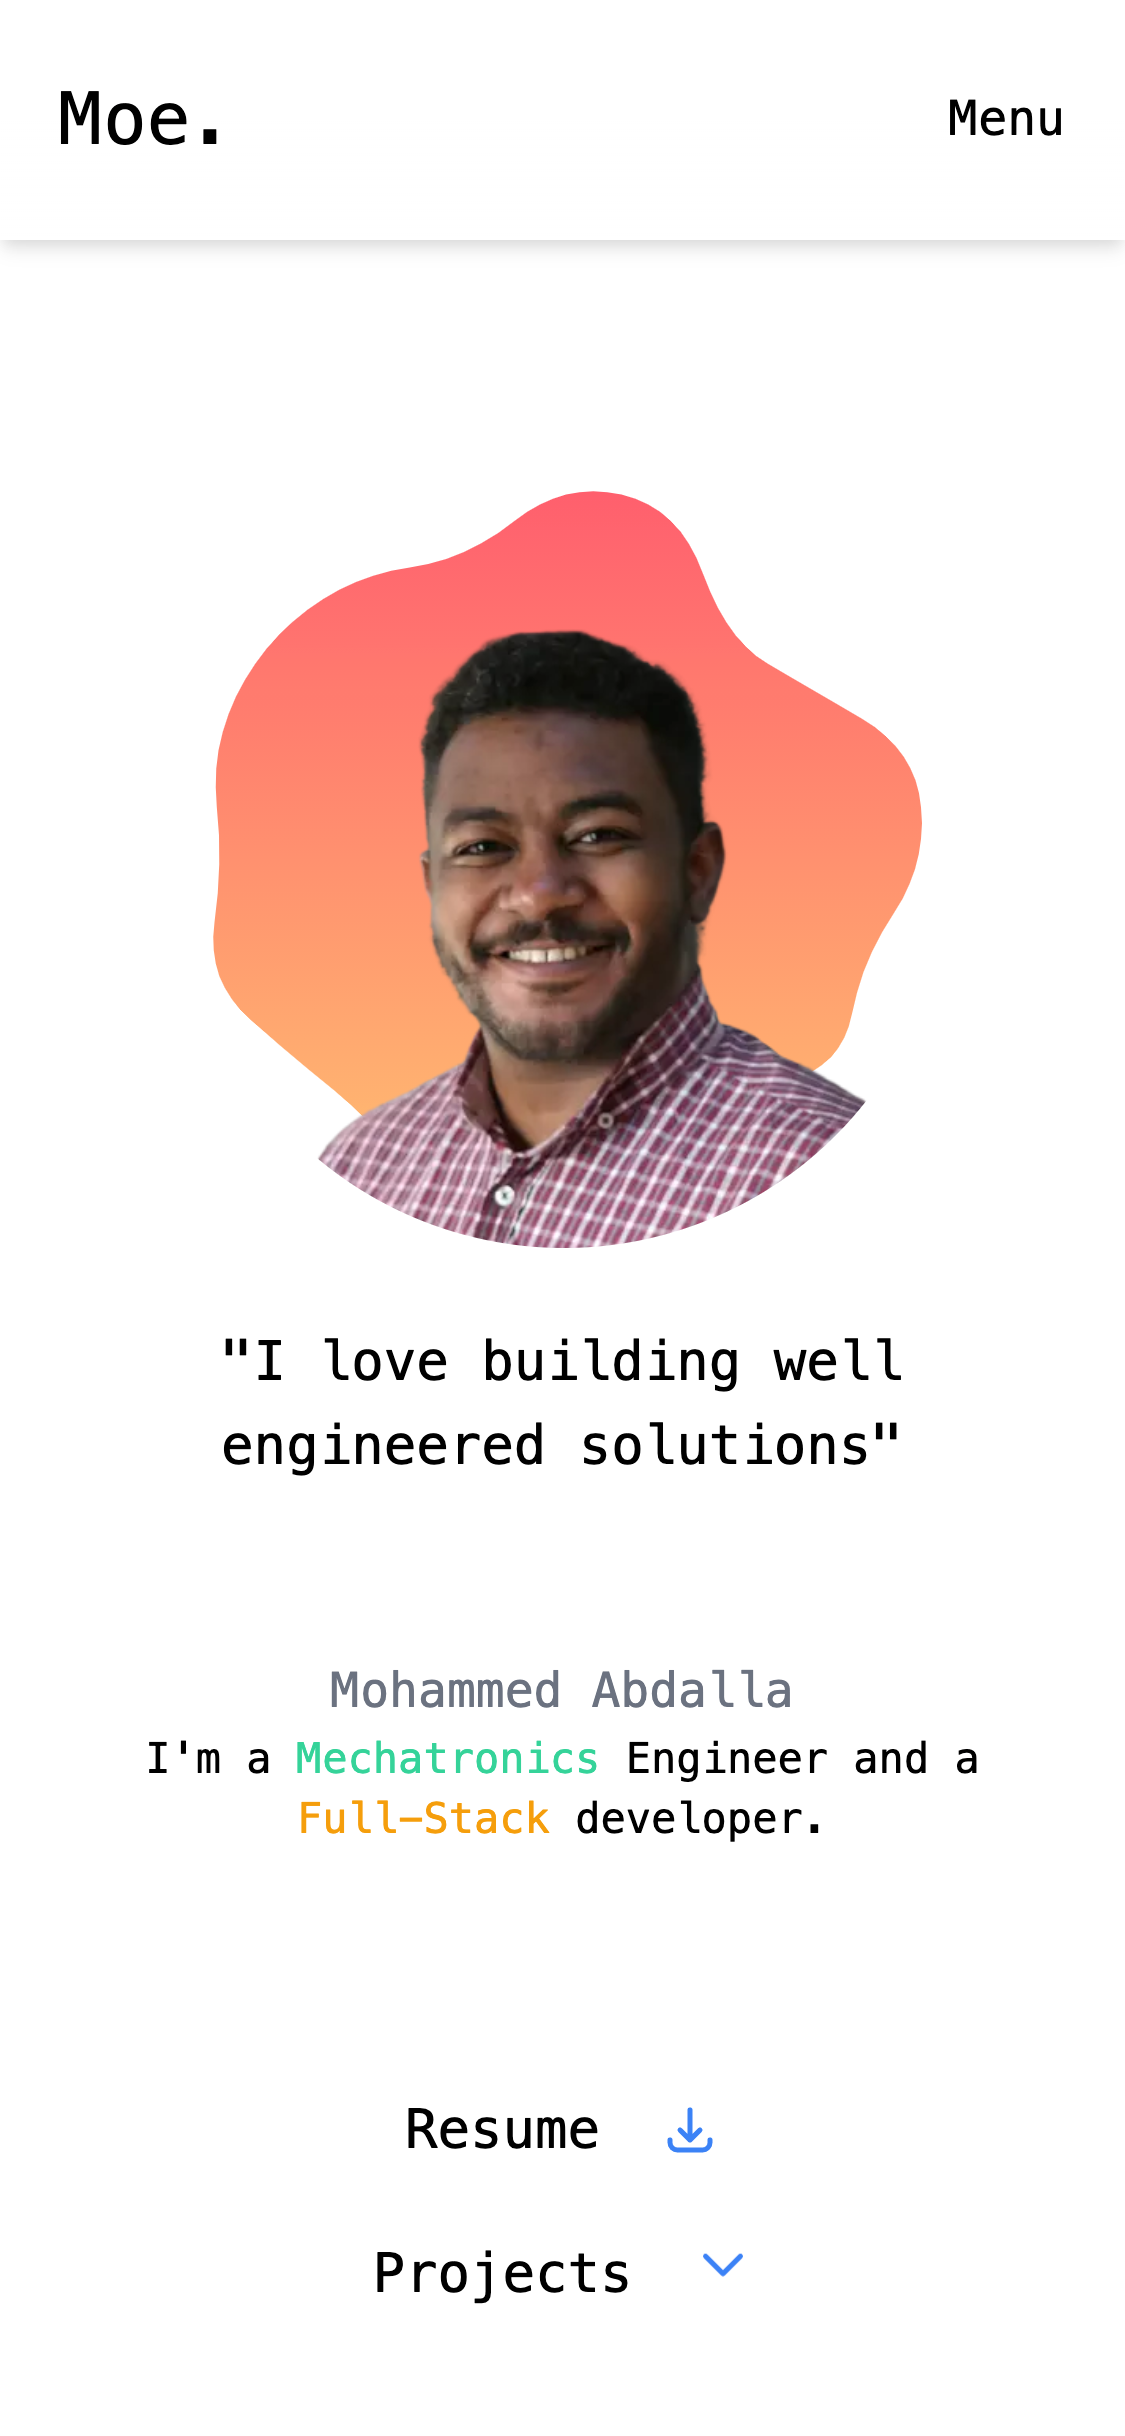 Moe.
Menu
"I love building well
engineered solutions"
Mohammed Abdalla
I'm a Mechatronics Engineer and a
Full-Stack developer.
Resume
Projects